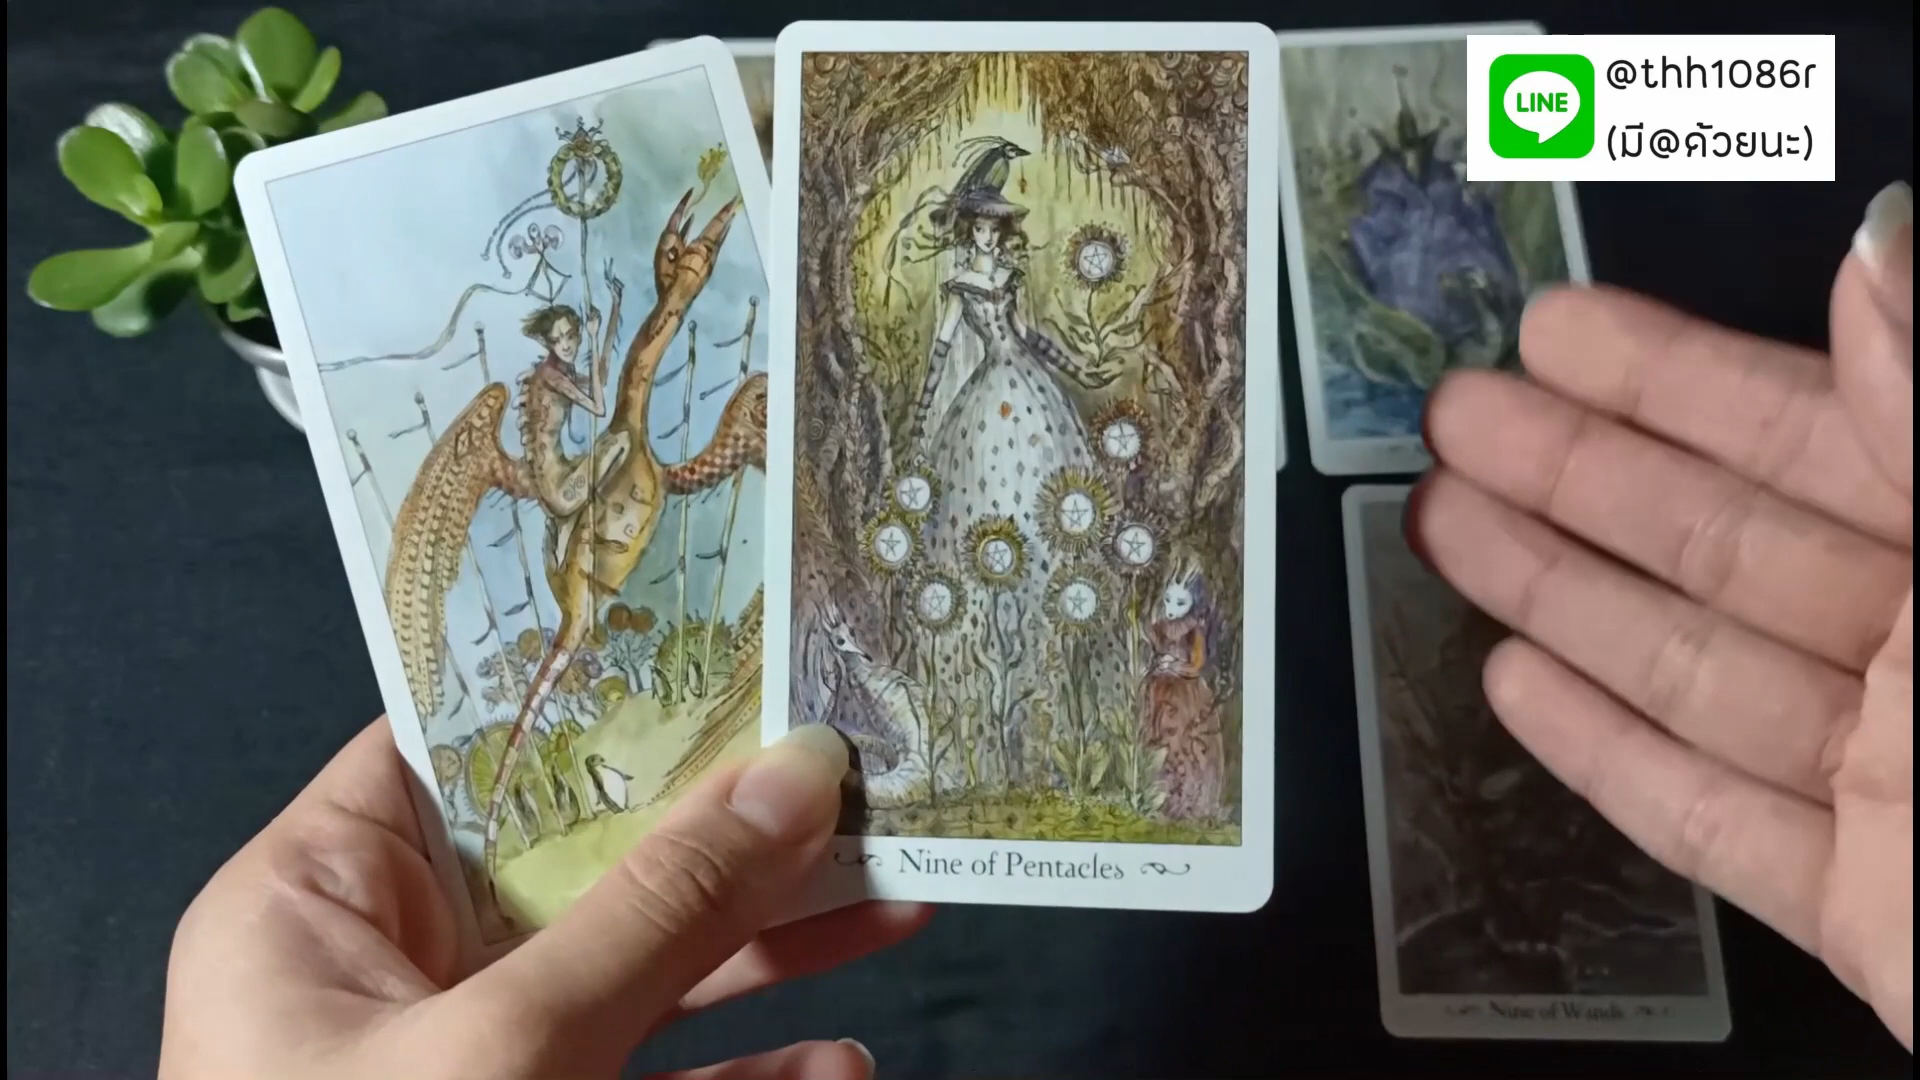 LINE
@thh1086r
(มี@ด้วยนะ)
Nine of Pentacles
Nine of Wands